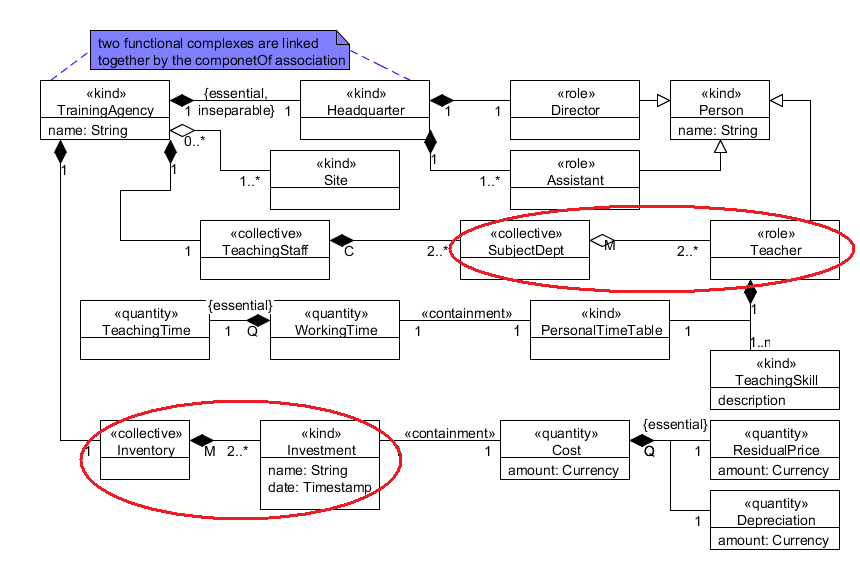 two functional complexes are linked
together by the componetOf association
«kind»
TrainingAgency
name: String
1
{essential,
inseparable}
1
«kind»
Headquarter
1
1
«role»
Director
«kind»
Person
name: String
0..*
1
1
1
1..*
«kind»
Site
1..*
«role»
Assistant
1
«collective»
TeachingStaff
C
2..*
«collective»
SubjectDept
M
2..*
«role»
Teacher
«quantity»
TeachingTime
{essential}
1
Q
«quantity»
WorkingTime
«containment»
1
1
«kind»
PersonalTimeTable
1
1
1..n
«kind»
TeachingSkill
description
1
«collective»
Inventory
M
2..*
«kind»
Investment
name: String
date: Timestamp
«containment»
1
«quantity»
Cost
amount: Currency
{essential}
Q
1
«quantity»
ResidualPrice
amount: Currency
1
«quantity»
Depreciation
amount: Currency